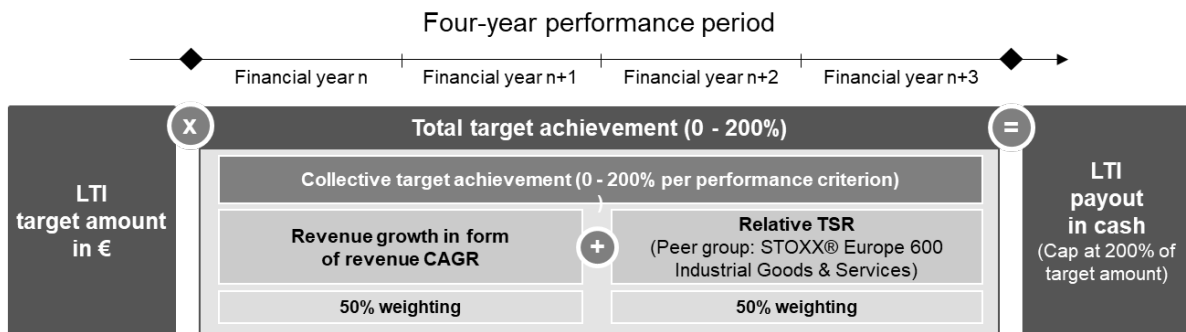 Four-year performance period
Financial year n
Financial year n+1
Financial year n+2
Financial year n+3
LTI
target amount
in €
x
Total target achievement (0 - 200%)
=
Collective target achievement (0 - 200% per performance criterion)
)
Revenue growth in form
of revenue CAGR
+
Relative TSR
(Peer group: STOXX® Europe 600
Industrial Goods & Services)
50% weighting
50% weighting
LTI
payout
in cash
(Cap at 200% of
target amount)